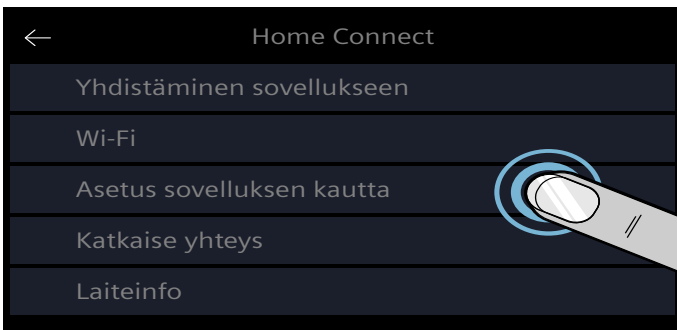 Home Connect
Yhdistäminen sovellukseen
Wi-Fi
Asetus sovelluksen kautta
Katkaise yhteys
Laiteinfo